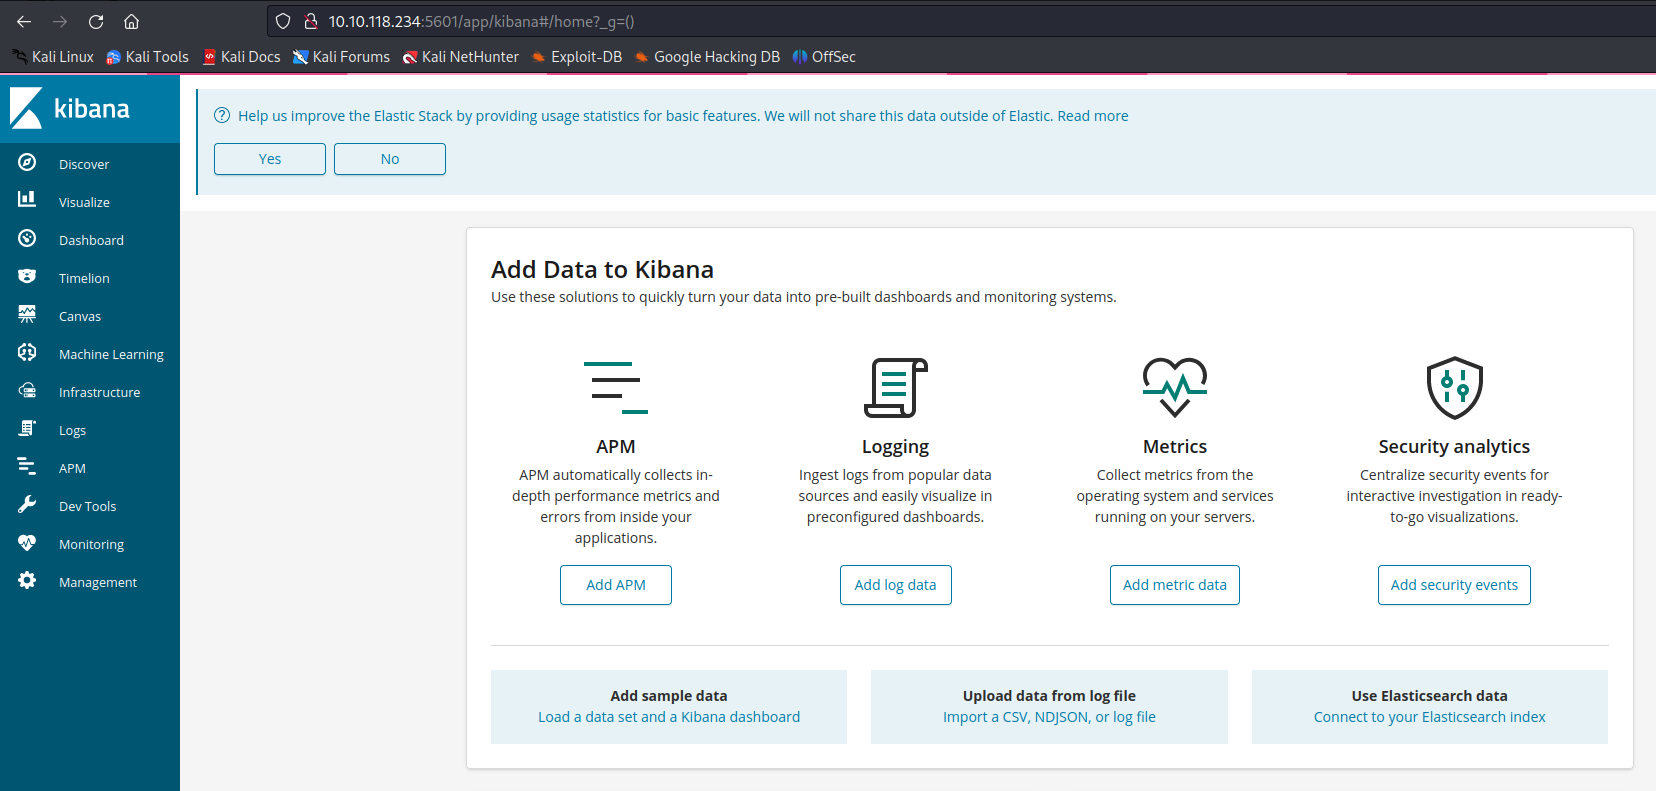 10.10.118.234:5601/app/kibana#/home?_g=()
Kali Linux Kali Tools Kali Docs Kali Forums Kali NetHunter Exploit-DB Google Hacking DB OffSec
kibana
Discover
Visualize
Dashboard
Timelion
Canvas
Machine Learning
Infrastructure
Logs
APM
Dev Tools
Monitoring
Management
Help us improve the Elastic Stack by providing usage statistics for basic features. We will not share this data outside of Elastic. Read more
Yes No
Add Data to Kibana
Use these solutions to quickly turn your data into pre-built dashboards and monitoring systems.
APM
APM automatically collects in-
depth performance metrics and
errors from inside your
applications.
Add APM
Logging
Ingest logs from popular data
sources and easily visualize in
preconfigured dashboards.
Add log data
Metrics
Collect metrics from the
operating system and services
running on your servers.
Add metric data
Security analytics
Centralize security events for
interactive investigation in ready-
to-go visualizations.
Add security events
Add sample data
Load a data set and a Kibana dashboard
Upload data from log file
Import a CSV, NDJSON, or log file
Use Elasticsearch data
Connect to your Elasticsearch index